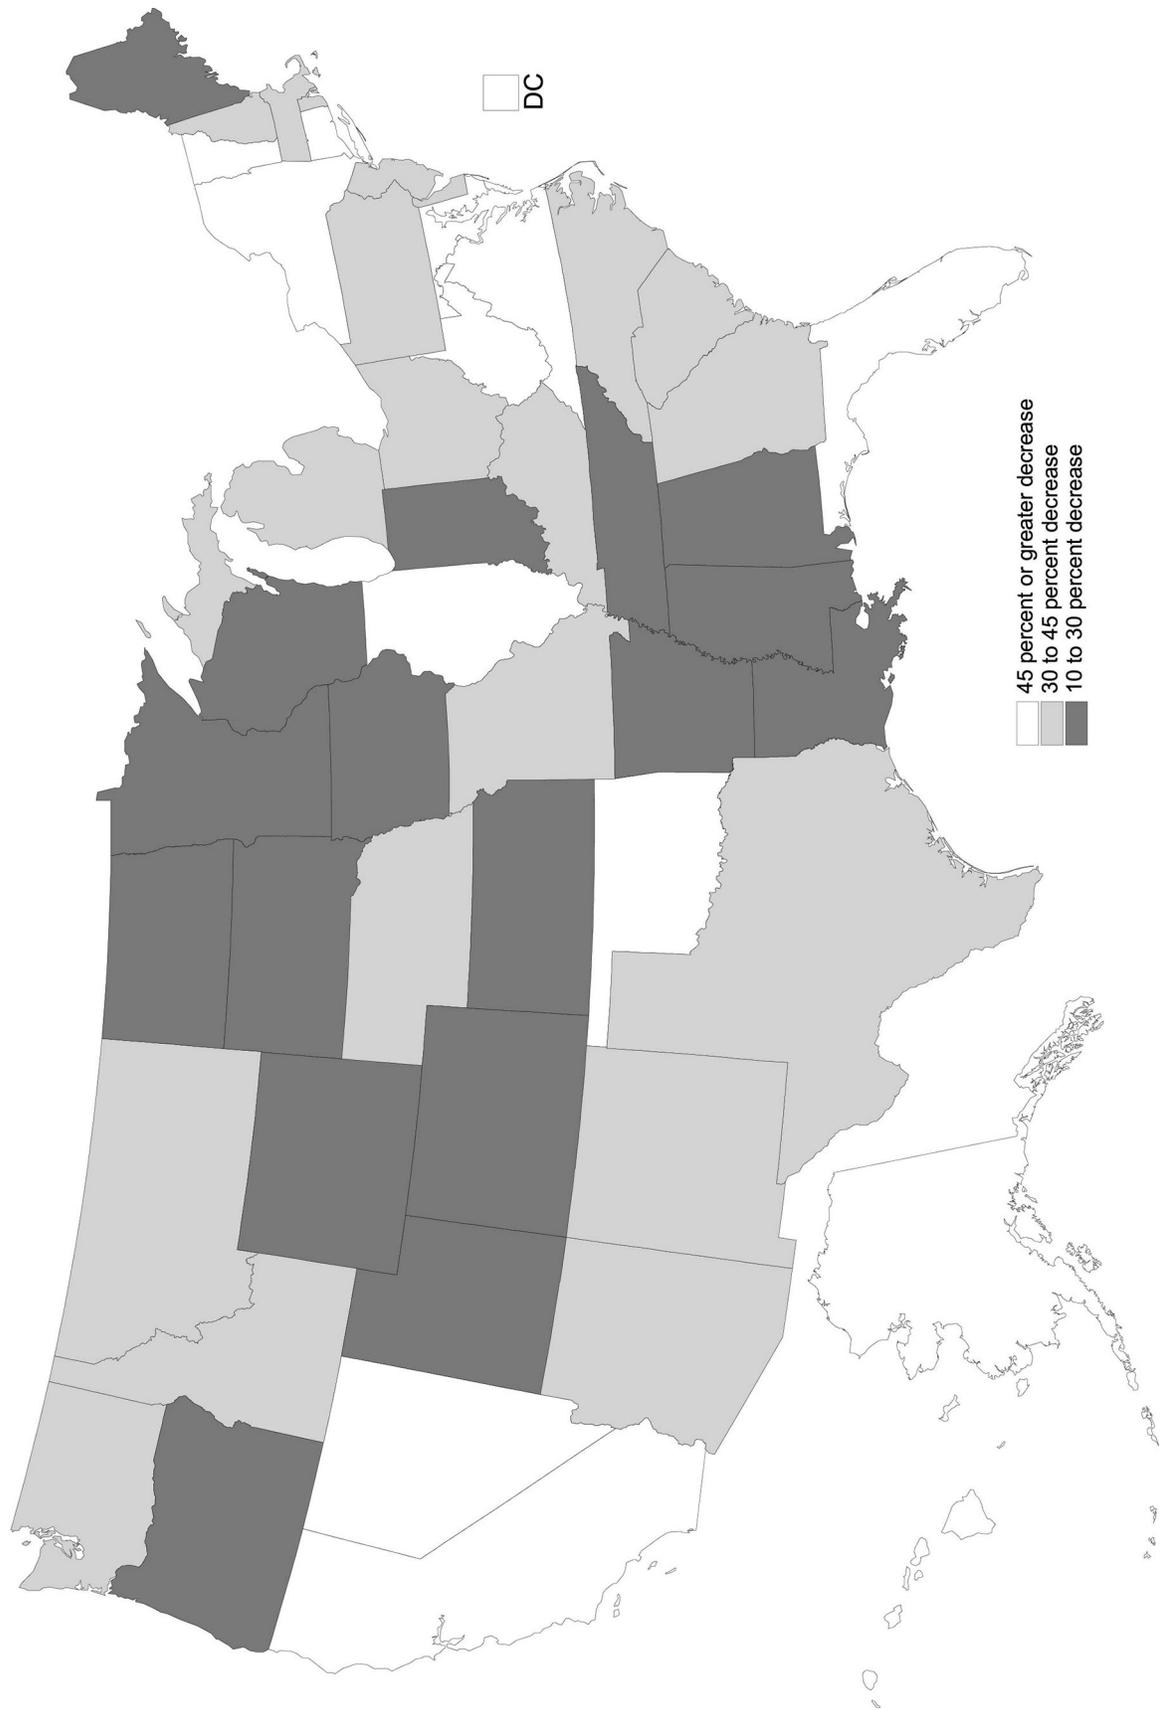 DC
45 percent or greater decrease
30 to 45 percent decrease
10 to 30 percent decrease